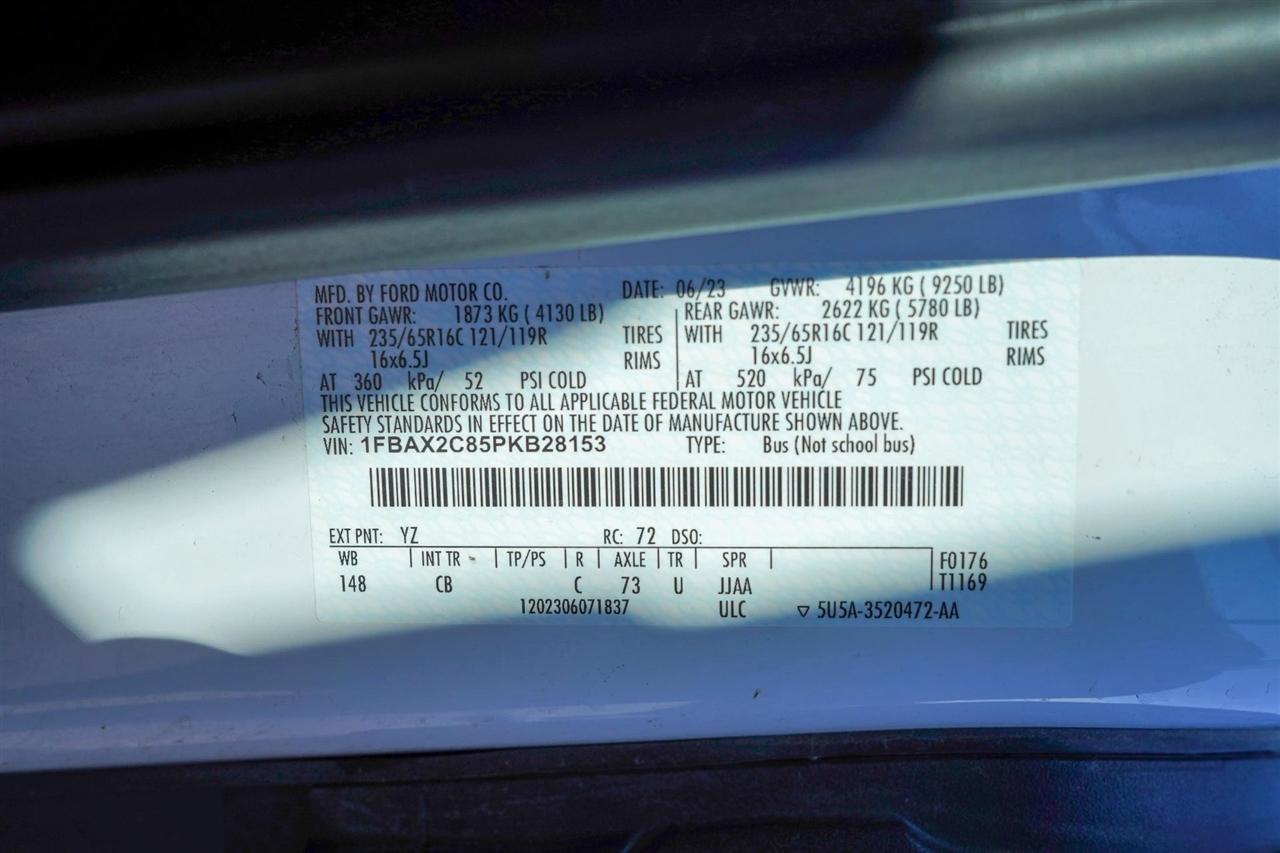 MFD. BY FORD MOTOR CO. DATE: 06/23 GVWR: 4196 KG ( 9250 LB)
FRONT GAWR: 1873 KG ( 4130 LB) REAR GAWR: 2622 KG ( 5780 LB)
WITH 235/65R16C 121/119R TIRES WITH 235/65R16C 121/119R TIRES
16x6.5J RIMS 16x6.5J RIMS
AT 360 kPa/ 52 PSI COLD AT 520 kPa/ 75 PSI COLD
THIS VEHICLE CONFORMS TO ALL APPLICABLE FEDERAL MOTOR VEHICLE
SAFETY STANDARDS IN EFFECT ON THE DATE OF MANUFACTURE SHOWN ABOVE.
VIN: 1FBAX2C85PKB28153 TYPE: Bus (Not school bus)
EXT PNT: YZ RC: 72 DSO:
WB INT TR TP/PS R AXLE TR SPR F0176
148 CB C 73 U JJAA T1169
1202306071837 ULC ▽ 5U5A-3520472-AA